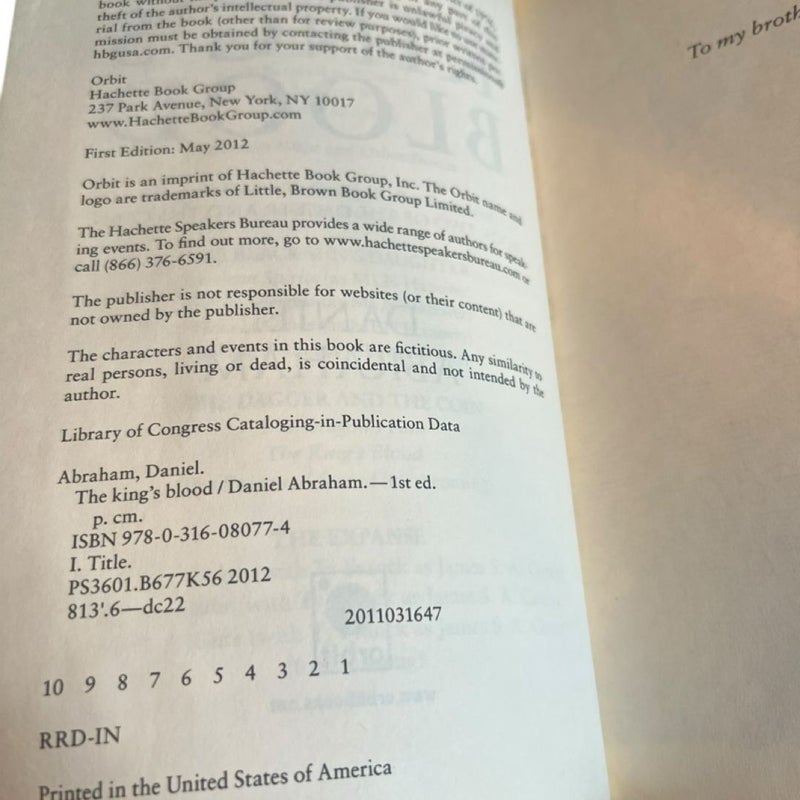 book without
theft of the author's intellectual property. If you would like to use
rial from the book (other than for review purposes), prior written
mission must be obtained by contacting the publisher at permissions@
hbgusa.com. Thank you for your support of the author's rights.
Orbit
Hachette Book Group
237 Park Avenue, New York, NY 10017
www.HachetteBookGroup.com
First Edition: May 2012
Orbit is an imprint of Hachette Book Group, Inc. The Orbit name and
logo are trademarks of Little, Brown Book Group Limited.
The Hachette Speakers Bureau provides a wide range of authors for speak-
ing events. To find out more, go to www.hachettespeakersbureau.com or
call (866) 376-6591.
The publisher is not responsible for websites (or their content) that are
not owned by the publisher.
The characters and events in this book are fictitious. Any similarity to
real persons, living or dead, is coincidental and not intended by the
author.
Library of Congress Cataloging-in-Publication Data
Abraham, Daniel.
The king's blood / Daniel Abraham.—1st ed.
p. cm.
ISBN 978-0-316-08077-4
I. Title.
PS3601.B677K56 2012
813'.6—dc22
2011031647
10 9 8 7 6 5 4 3 2 1
RRD-IN
Printed in the United States of America
To my broth